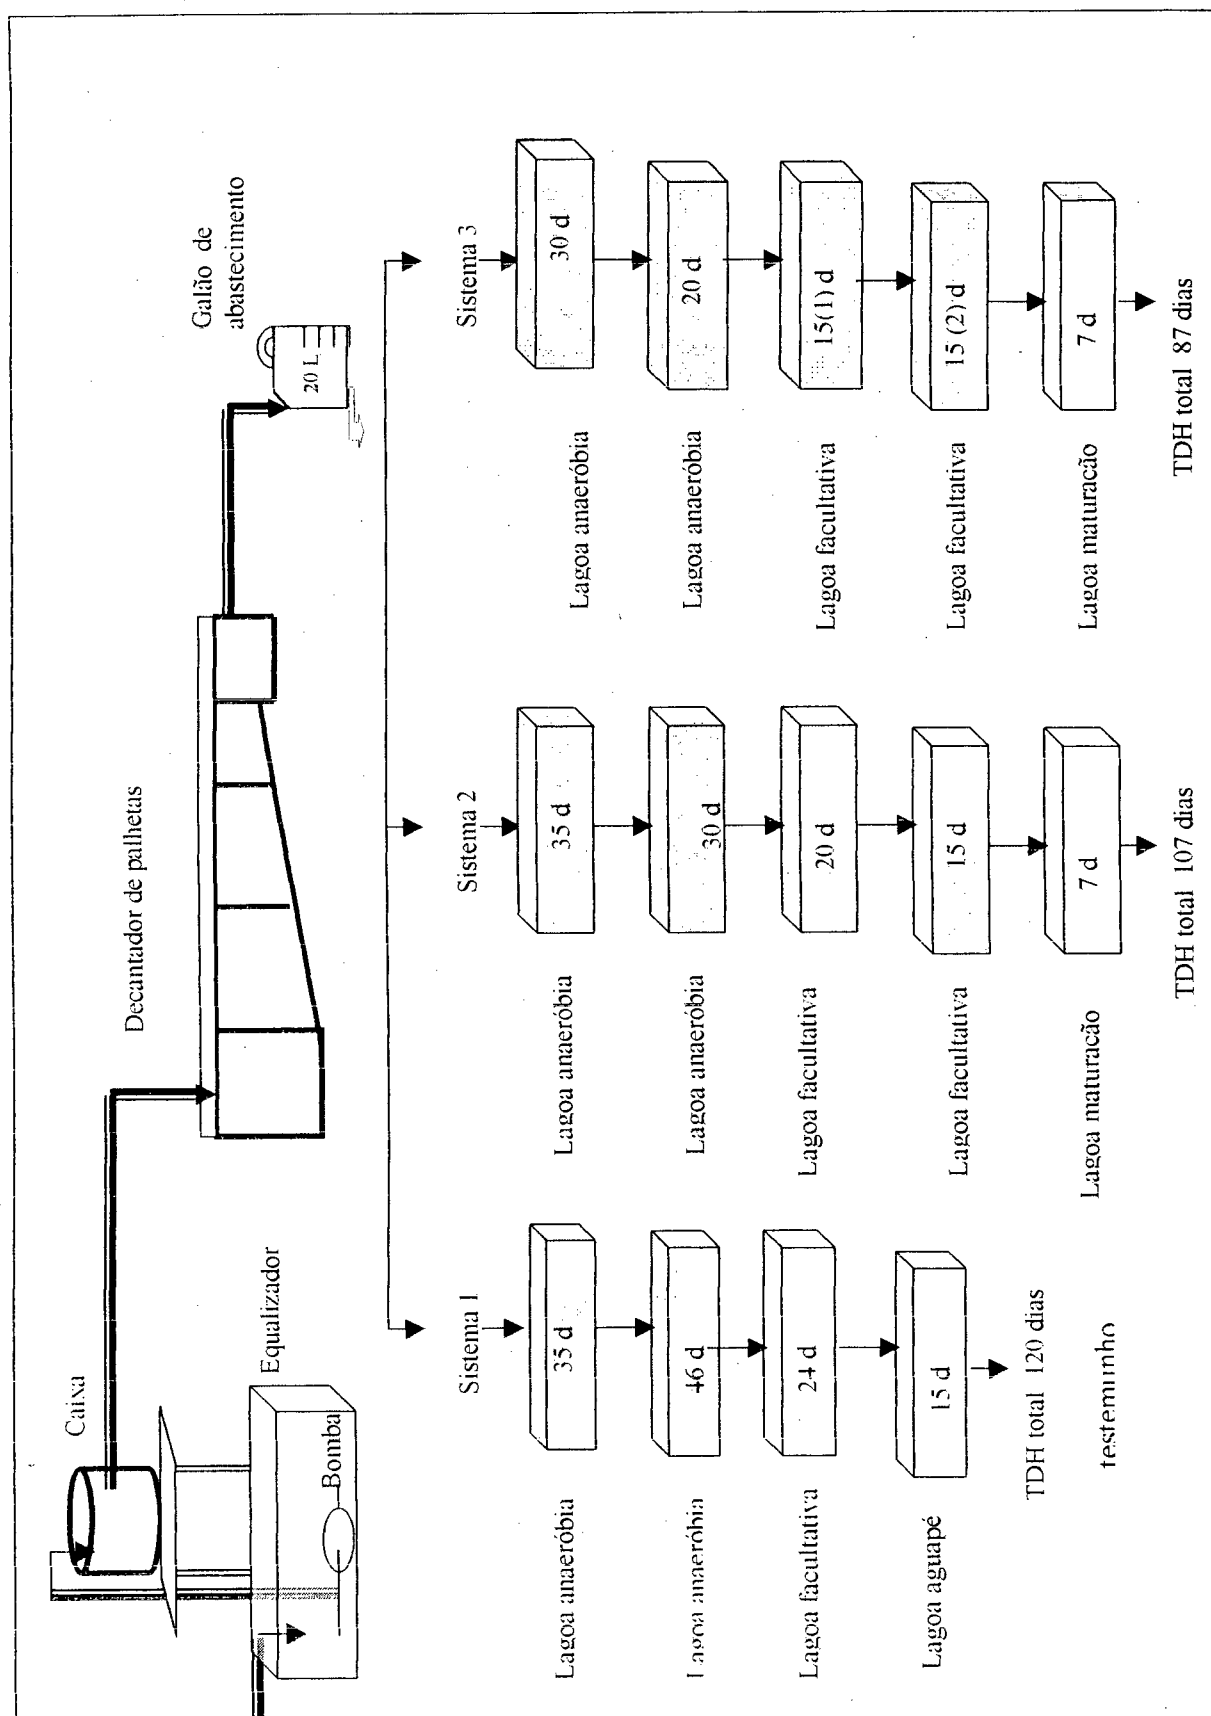 Caixa
Equalizador
Bomba
Decantador de palhetas
Galão de
abastecimento
20 L
Sistema 1
Lagoa anaeróbia
35 d
Lagoa anaeróbia
46 d
Lagoa facultativa
24 d
Lagoa aguapé
15 d
TDH total 120 dias
testemunho
Sistema 2
Lagoa anaeróbia
35 d
Lagoa anaeróbia
30 d
Lagoa facultativa
20 d
Lagoa facultativa
15 d
Lagoa maturação
7 d
TDH total 107 dias
Sistema 3
Lagoa anaeróbia
30 d
Lagoa anaeróbia
20 d
Lagoa facultativa
15(1) d
Lagoa facultativa
15 (2) d
Lagoa maturação
7 d
TDH total 87 dias